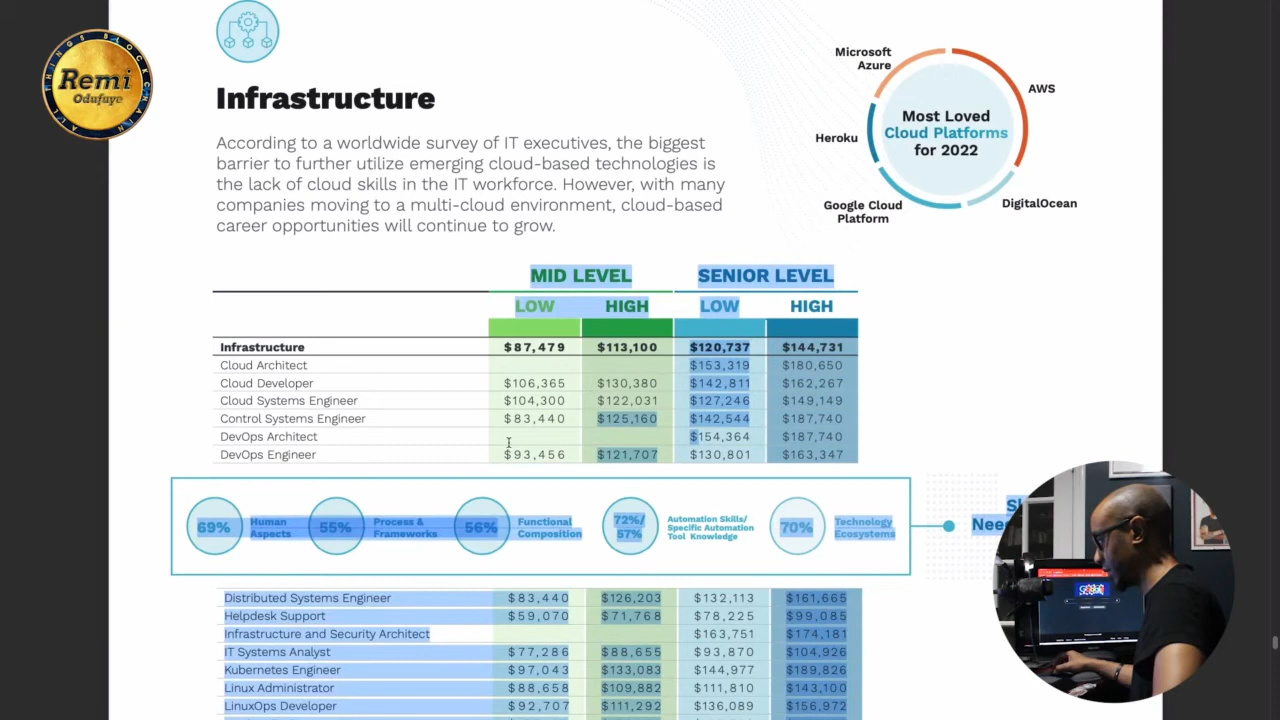 ALL THINGS BLOCKCHAIN
Remi
Odufuye
Infrastructure
According to a worldwide survey of IT executives, the biggest
barrier to further utilize emerging cloud-based technologies is
the lack of cloud skills in the IT workforce. However, with many
companies moving to a multi-cloud environment, cloud-based
career opportunities will continue to grow.
Microsoft
Azure
AWS
Heroku
Most Loved
Cloud Platforms
for 2022
Google Cloud
Platform
DigitalOcean
MID LEVEL SENIOR LEVEL
LOW HIGH LOW HIGH
Infrastructure $87,479 $113,100 $120,737 $144,731
Cloud Architect $153,319 $180,650
Cloud Developer $106,365 $130,380 $142,811 $162,267
Cloud Systems Engineer $104,300 $122,031 $127,246 $149,149
Control Systems Engineer $83,440 $125,160 $142,544 $187,740
DevOps Architect $154,364 $187,740
DevOps Engineer $93,456 $121,707 $130,801 $163,347
69% Human
Aspects
55% Process &
Frameworks
56% Functional
Composition
72%/
57%
Automation Skills/
Specific Automation
Tool Knowledge
70% Technology
Ecosystems
Distributed Systems Engineer $83,440 $126,203 $132,113 $161,665
Helpdesk Support $59,070 $71,768 $78,225 $99,085
Infrastructure and Security Architect $163,751 $174,181
IT Systems Analyst $77,286 $88,655 $93,870 $104,926
Kubernetes Engineer $97,043 $133,083 $144,977 $189,826
Linux Administrator $88,658 $109,882 $111,810 $143,100
LinuxOps Developer $92,707 $111,292 $136,089 $156,972